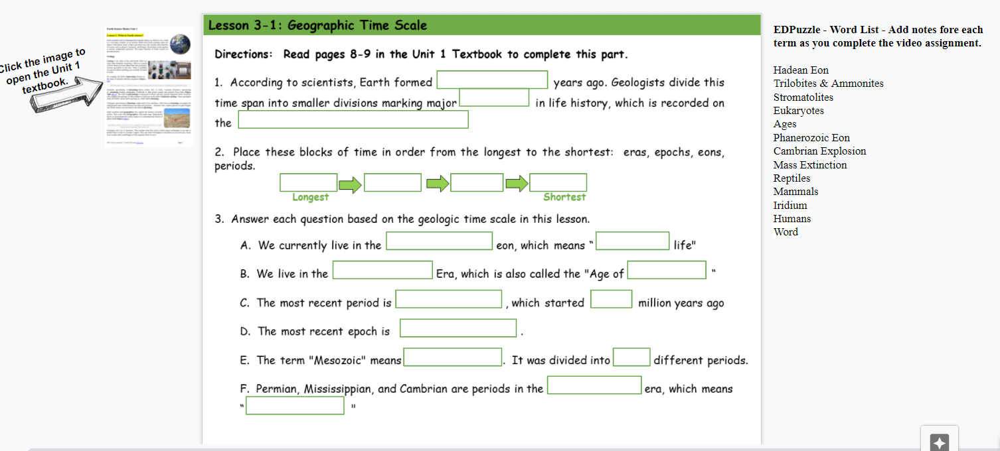 Click the image to
open the Unit 1
textbook.
Lesson 3-1: Geographic Time Scale
Directions: Read pages 8-9 in the Unit 1 Textbook to complete this part.
1. According to scientists, Earth formed years ago. Geologists divide this
time span into smaller divisions marking major in life history, which is recorded on
the
2. Place these blocks of time in order from the longest to the shortest: eras, epochs, eons,
periods.
Longest Shortest
3. Answer each question based on the geologic time scale in this lesson.
A. We currently live in the eon, which means " life"
B. We live in the Era, which is also called the "Age of "
C. The most recent period is , which started million years ago
D. The most recent epoch is .
E. The term "Mesozoic" means . It was divided into different periods.
F. Permian, Mississippian, and Cambrian are periods in the era, which means
" "
EDPuzzle - Word List - Add notes fore each
term as you complete the video assignment.
Hadean Eon
Trilobites & Ammonites
Stromatolites
Eukaryotes
Ages
Phanerozoic Eon
Cambrian Explosion
Mass Extinction
Reptiles
Mammals
Iridium
Humans
Word